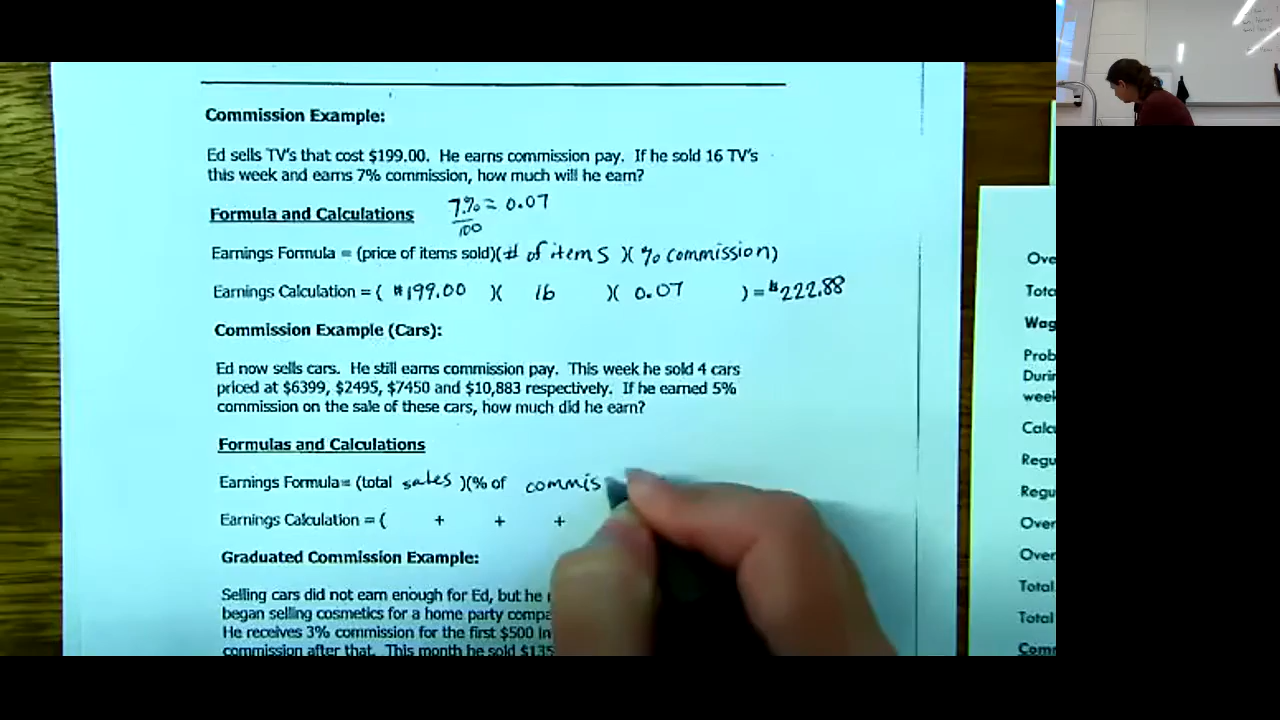 Commission Example:
Ed sells TV's that cost $199.00. He earns commission pay. If he sold 16 TV's
this week and earns 7% commission, how much will he earn?
7% = 0.07
100
Formula and Calculations
Earnings Formula = (price of items sold)(# of items )(% commission)
Earnings Calculation = ( $199.00 )( 16 )( 0.07 ) = $222.88
Commission Example (Cars):
Ed now sells cars. He still earns commission pay. This week he sold 4 cars
priced at $6399, $2495, $7450 and $10,883 respectively. If he earned 5%
commission on the sale of these cars, how much did he earn?
Formulas and Calculations
Earnings Formula= (total sales )(% of commis
Earnings Calculation = ( + + +
Graduated Commission Example:
Selling cars did not earn enough for Ed, but he
began selling cosmetics for a home party
He receives 3% commission for the first $500 in
commission after that. This month he sold $135
Ove
Tota
Wag
Prob
Durin
week
Calcu
Regu
Regu
Over
Over
Total
Total
Comm